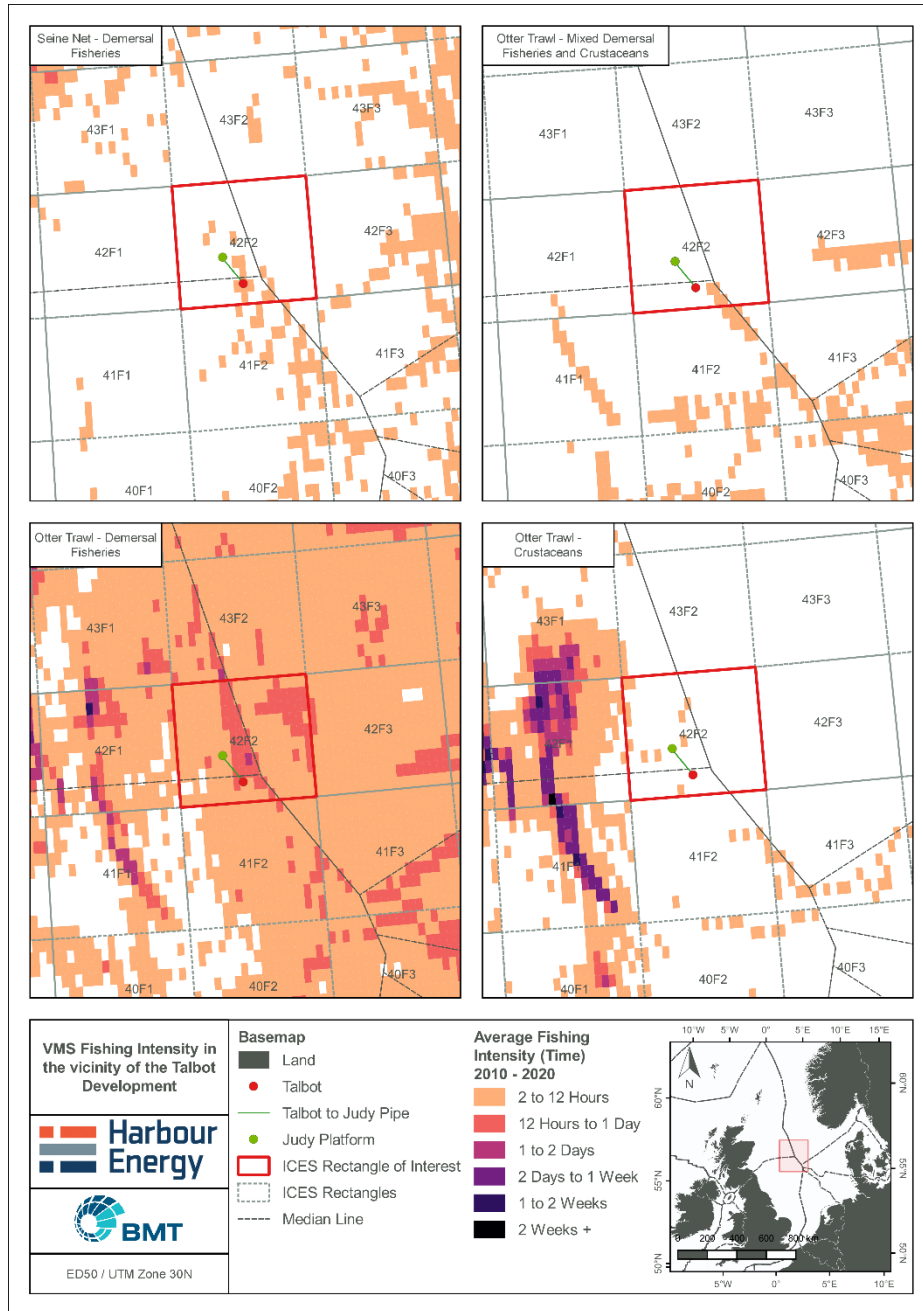 Seine Net - Demersal
Fisheries
43F1
43F2
43F3
42F1
42F2
42F3
41F1
41F2
41F3
40F1
40F2
40F3
Otter Trawl - Mixed Demersal
Fisheries and Crustaceans
43F1
43F2
43F3
42F1
42F2
42F3
41F1
41F2
41F3
40F2
40F3
Otter Trawl - Demersal
Fisheries
43F1
43F2
43F3
42F1
42F2
42F3
41F1
41F2
41F3
40F1
40F2
40F3
Otter Trawl -
Crustaceans
43F1
43F2
43F3
42F1
42F2
42F3
41F2
41F3
40F1
40F2
40F3
VMS Fishing Intensity in
the vicinity of the Talbot
Development
Harbour
Energy
BMT
ED50 / UTM Zone 30N
Basemap
Land
Talbot
Talbot to Judy Pipe
Judy Platform
ICES Rectangle of Interest
ICES Rectangles
Median Line
Average Fishing
Intensity (Time)
2010 - 2020
2 to 12 Hours
12 Hours to 1 Day
1 to 2 Days
2 Days to 1 Week
1 to 2 Weeks
2 Weeks +
10°W 5°W 0° 5°E 10°E 15°E
N
60°N
60°N
55°N
55°N
50°N
50°N
0 200 400 600 800 km
5°W 0° 5°E 10°E